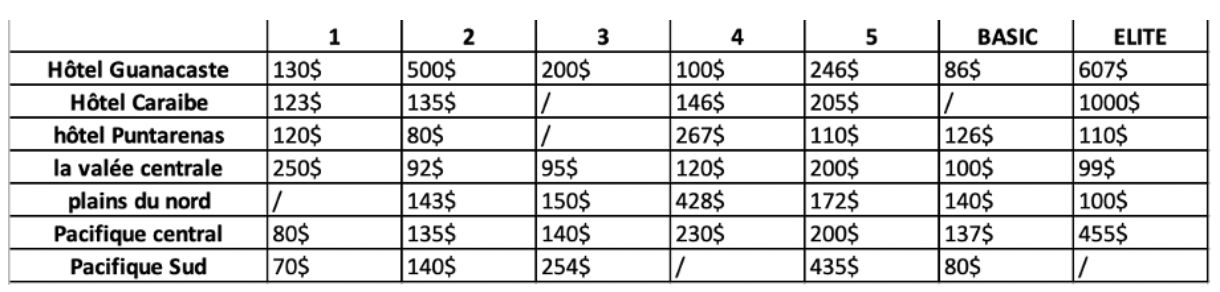 1 2 3 4 5 BASIC ELITE
Hôtel Guanacaste 130$ 500$ 200$ 100$ 246$ 86$ 607$
Hôtel Caraibe 123$ 135$ / 146$ 205$ / 1000$
hôtel Puntarenas 120$ 80$ / 267$ 110$ 126$ 110$
la valée centrale 250$ 92$ 95$ 120$ 200$ 100$ 99$
plains du nord / 143$ 150$ 428$ 172$ 140$ 100$
Pacifique central 80$ 135$ 140$ 230$ 200$ 137$ 455$
Pacifique Sud 70$ 140$ 254$ / 435$ 80$ /